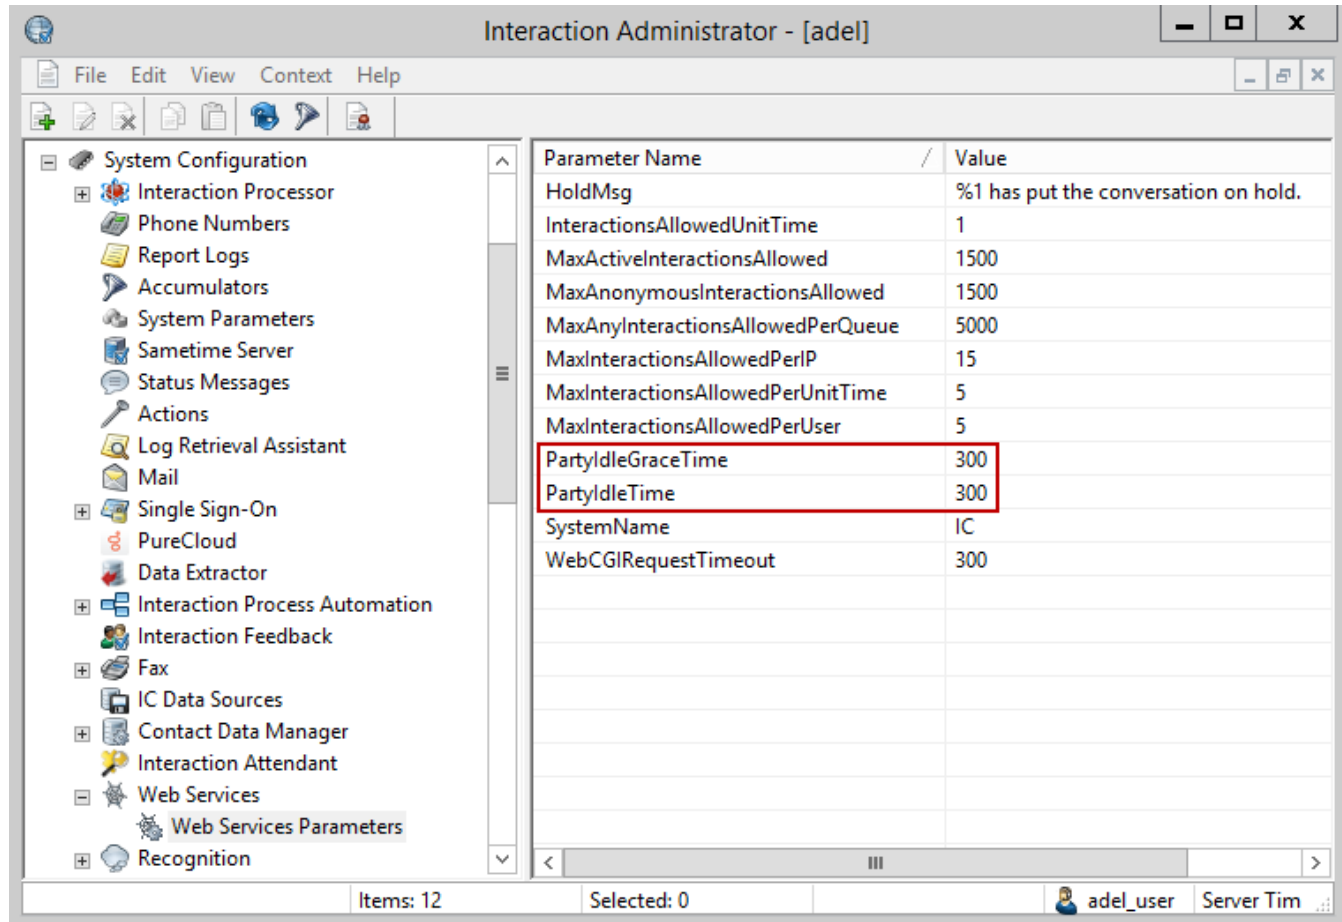 Interaction Administrator - [adel]
File Edit View Context Help
System Configuration
Interaction Processor
Phone Numbers
Report Logs
Accumulators
System Parameters
Sametime Server
Status Messages
Actions
Log Retrieval Assistant
Mail
Single Sign-On
PureCloud
Data Extractor
Interaction Process Automation
Interaction Feedback
Fax
IC Data Sources
Contact Data Manager
Interaction Attendant
Web Services
Web Services Parameters
Recognition
Parameter Name Value
HoldMsg %1 has put the conversation on hold.
InteractionsAllowedUnitTime 1
MaxActiveInteractionsAllowed 1500
MaxAnonymousInteractionsAllowed 1500
MaxAnyInteractionsAllowedPerQueue 5000
MaxInteractionsAllowedPerIP 15
MaxInteractionsAllowedPerUnitTime 5
MaxInteractionsAllowedPerUser 5
PartyIdleGraceTime 300
PartyIdleTime 300
SystemName IC
WebCGIRequestTimeout 300
Items: 12 Selected: 0 adel_user Server Tim